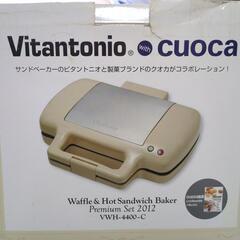 Vitantonio® with cuoca
サンドベーカーのビタントニオと製菓ブランドのクオカがコラボレーション！
Waffle & Hot Sandwich Baker
Premium Set 2012
VWH-4400-C